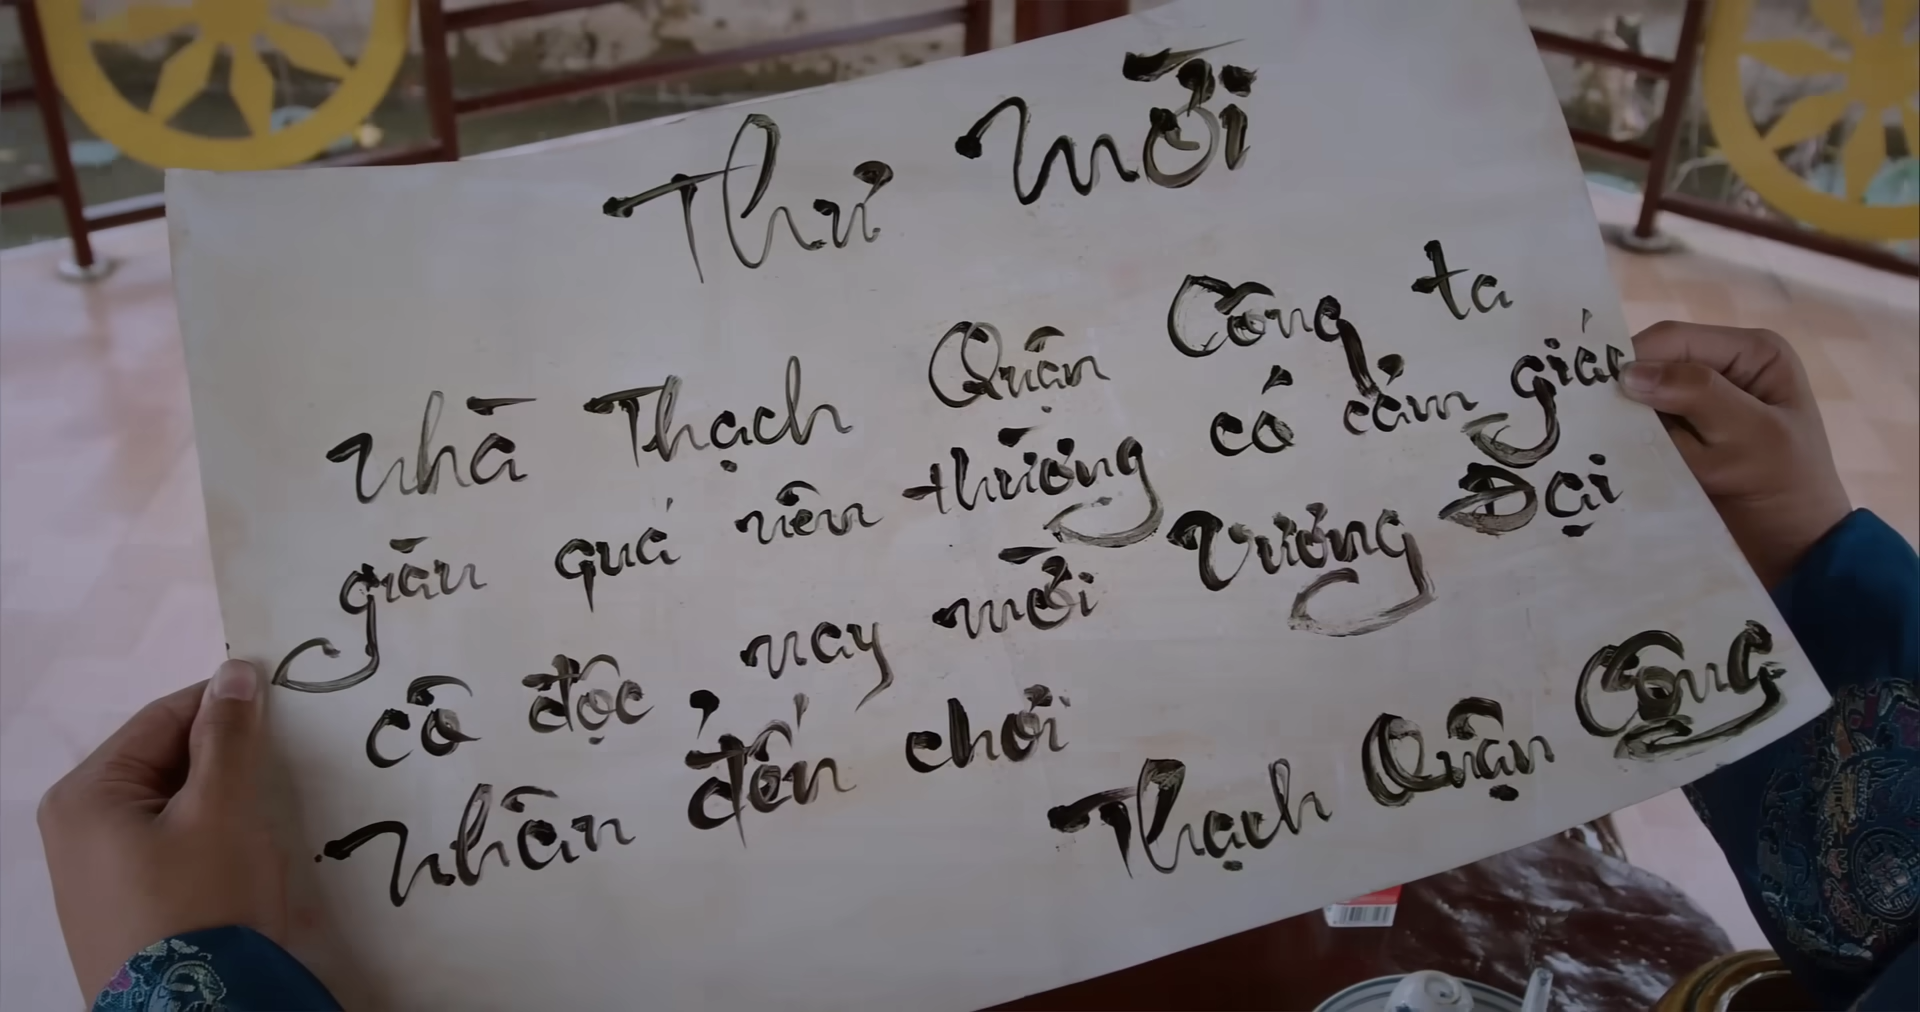 Thư mời
Nhà Thạch Quận Công ta
giàu quá nên thường có cảm giác
cô độc, nay mời Vương Đại
Nhân đến chơi
Thạch Quận Công